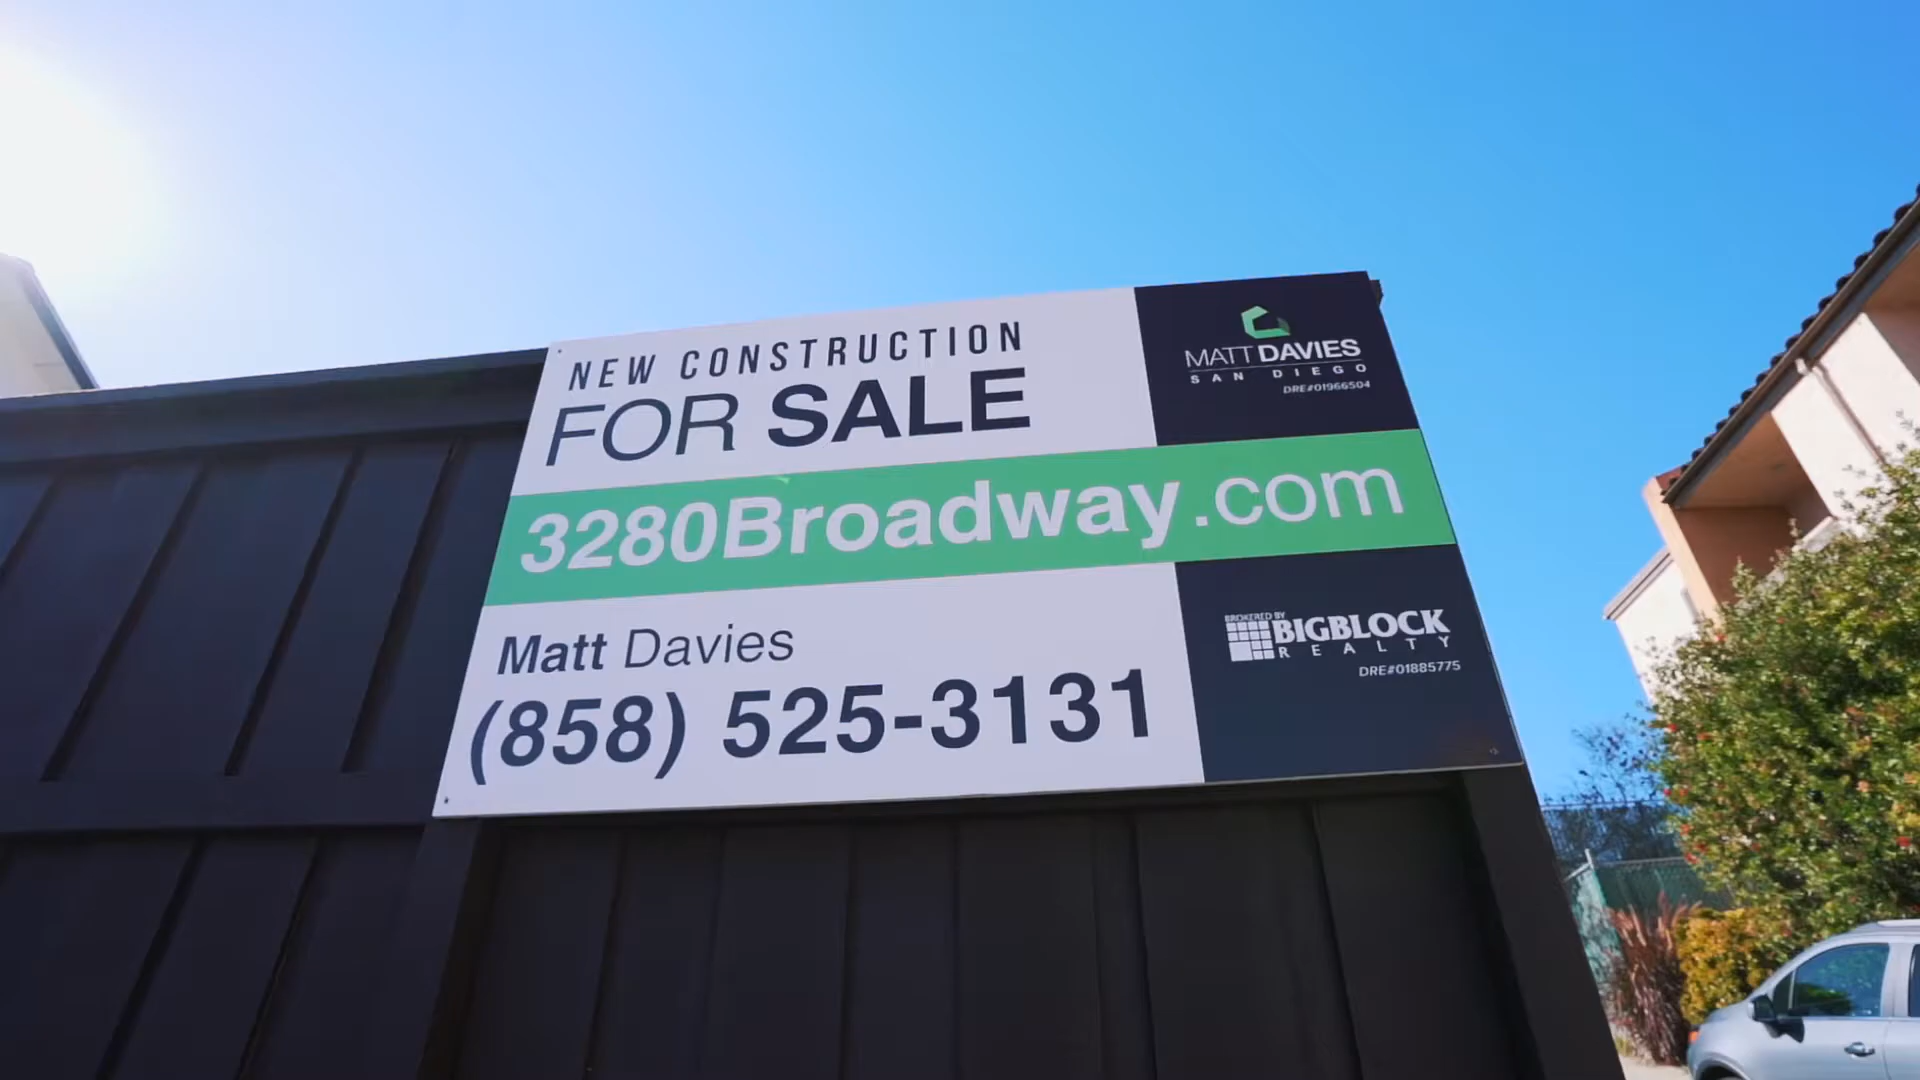 NEW CONSTRUCTION
FOR SALE
MATT DAVIES
SAN DIEGO
DRE#01966504
3280Broadway.com
Matt Davies
(858) 525-3131
BROKERED BY
BIGBLOCK
REALTY
DRE#01885775